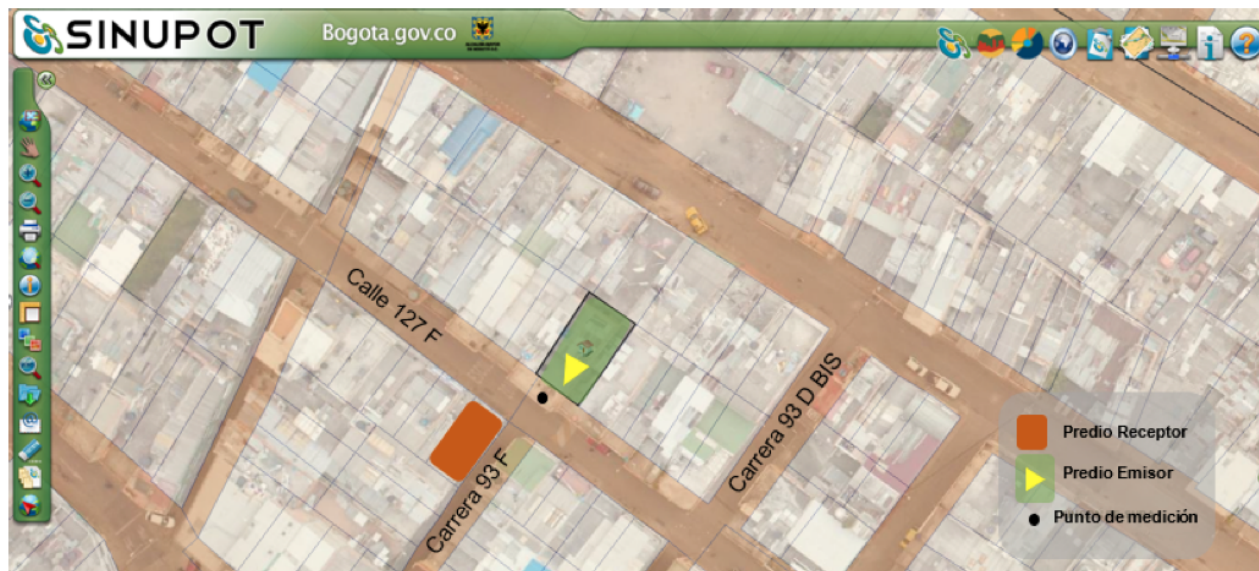 SINUPOT
Bogota.gov.co
Calle 127 F
Carrera 93 D BIS
Carrera 93 F
Predio Receptor
Predio Emisor
Punto de medición